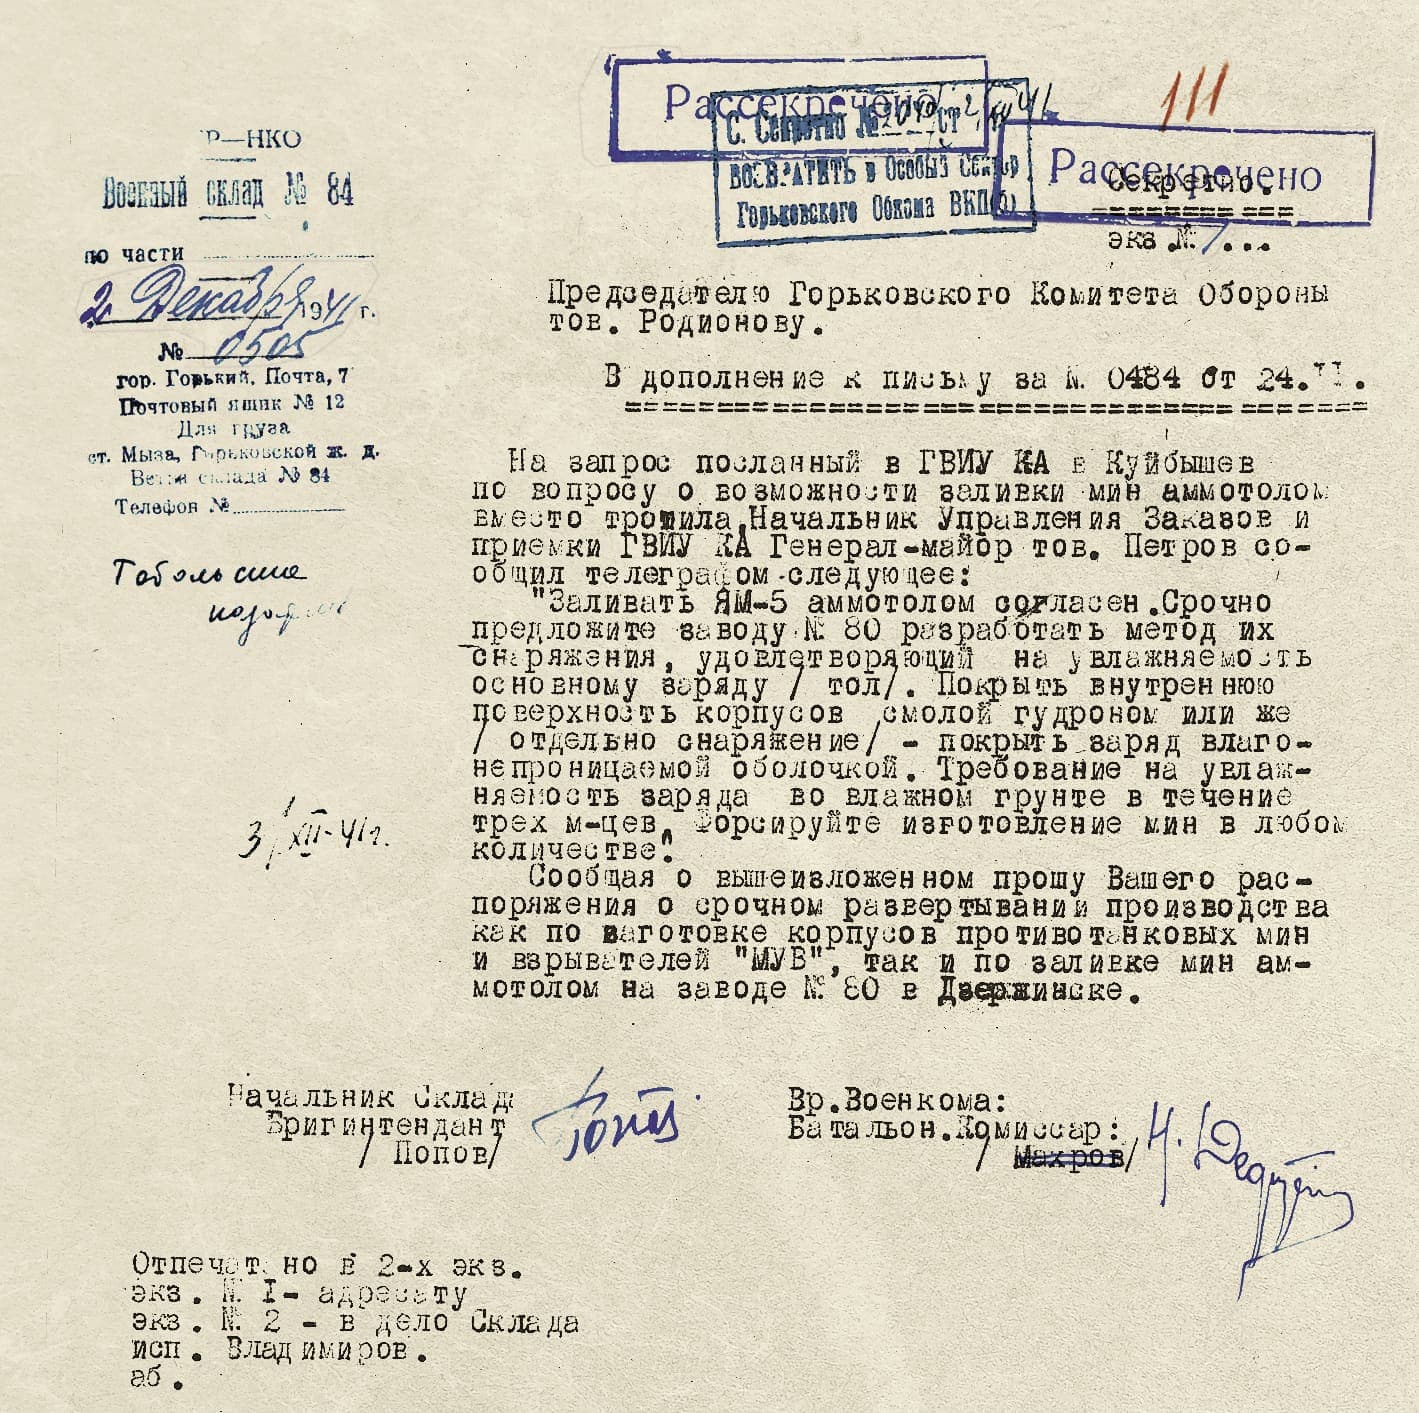 Рассекречено
111
С. Секретно №
ВОЗВРАТИТЬ в Особый Сектор
Горьковского Обкома ВКП(б)
Рассекречено
Секретно.
экз.№ 1...
Р—НКО
Военный склад № 84
по части
2 Декабря 1941 г.
№ 0505
гор. Горький, Почта, 7
Почтовый ящик № 12
Для груза
ст. Мыза, Горьковской ж. д.
Ветка склада № 84
Телефон №
Председателю Горьковского Комитета Обороны
тов. Родионову.
В дополнение к письму за № 0484 от 24.II.
На запрос посланный в ГВИУ КА в Куйбышев
по вопросу о возможности заливки мин аммотолом
вместо тротила,Начальник Управления Заказов и
приемки ГВИУ КА Генерал-майор тов. Петров со-
общил телеграфом следующее:
"Заливать ЯМ-5 аммотолом согласен.Срочно
предложите заводу № 80 разработать метод их
снаряжения, удовлетворяющий на увлажняемость
основному заряду / тол/. Покрыть внутреннюю
поверхность корпусов смолой гудроном или же
/ отдельно снаряжение/ - покрыть заряд влаго-
непроницаемой оболочкой. Требование на увлаж-
няемость заряда во влажном грунте в течение
трех м-цев. Форсируйте изготовление мин в любом
количестве".
Сообщая о вышеизложенном прошу Вашего рас-
поряжения о срочном развертывании производства
как по заготовке корпусов противотанковых мин
и взрывателей "МУВ", так и по заливке мин ам-
мотолом на заводе № 80 в Дзержинске.
3/XII-41г.
Начальник Склада
Бригинтендант
/ Попов/
Попов
Вр.Военкома:
Батальон.Комиссар:
/ Махров/
Отпечатано в 2-х экз.
экз. № I- адресату
экз. № 2 - в дело Склада
исп. Владимиров.
аб.